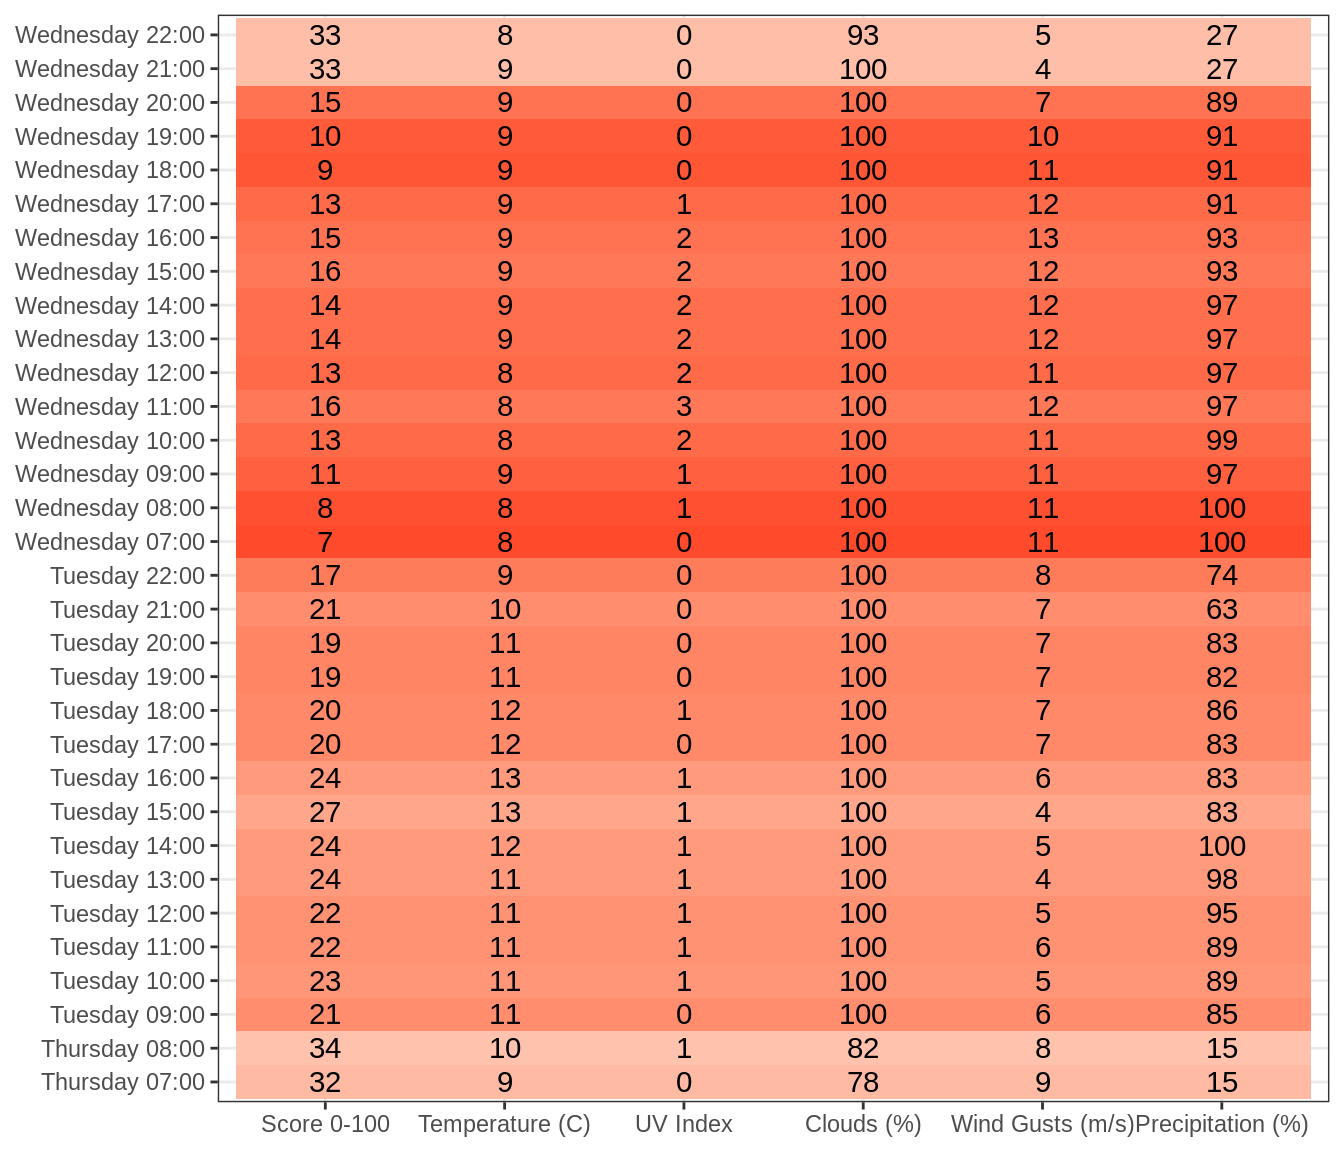 Wednesday 22:00 33 8 0 93 5 27
Wednesday 21:00 33 9 0 100 4 27
Wednesday 20:00 15 9 0 100 7 89
Wednesday 19:00 10 9 0 100 10 91
Wednesday 18:00 9 9 0 100 11 91
Wednesday 17:00 13 9 1 100 12 91
Wednesday 16:00 15 9 2 100 13 93
Wednesday 15:00 16 9 2 100 12 93
Wednesday 14:00 14 9 2 100 12 97
Wednesday 13:00 14 9 2 100 12 97
Wednesday 12:00 13 8 2 100 11 97
Wednesday 11:00 16 8 3 100 12 97
Wednesday 10:00 13 8 2 100 11 99
Wednesday 09:00 11 9 1 100 11 97
Wednesday 08:00 8 8 1 100 11 100
Wednesday 07:00 7 8 0 100 11 100
Tuesday 22:00 17 9 0 100 8 74
Tuesday 21:00 21 10 0 100 7 63
Tuesday 20:00 19 11 0 100 7 83
Tuesday 19:00 19 11 0 100 7 82
Tuesday 18:00 20 12 1 100 7 86
Tuesday 17:00 20 12 0 100 7 83
Tuesday 16:00 24 13 1 100 6 83
Tuesday 15:00 27 13 1 100 4 83
Tuesday 14:00 24 12 1 100 5 100
Tuesday 13:00 24 11 1 100 4 98
Tuesday 12:00 22 11 1 100 5 95
Tuesday 11:00 22 11 1 100 6 89
Tuesday 10:00 23 11 1 100 5 89
Tuesday 09:00 21 11 0 100 6 85
Thursday 08:00 34 10 1 82 8 15
Thursday 07:00 32 9 0 78 9 15
Score 0-100 Temperature (C) UV Index Clouds (%) Wind Gusts (m/s) Precipitation (%)